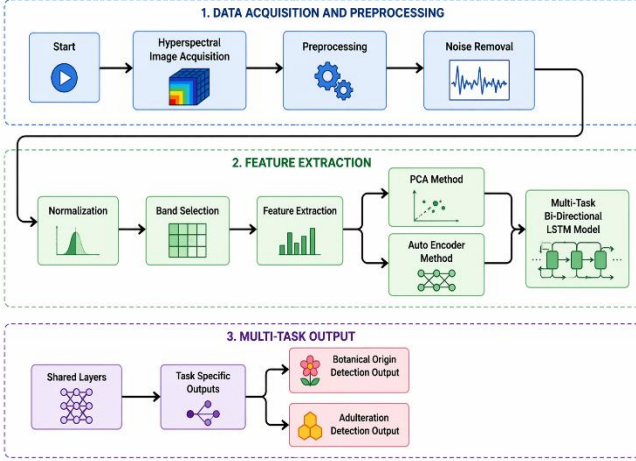 1. DATA ACQUISITION AND PREPROCESSING
Start
Hyperspectral
Image Acquisition
Preprocessing
Noise Removal
2. FEATURE EXTRACTION
Normalization
Band Selection
Feature Extraction
PCA Method
Auto Encoder
Method
Multi-Task
Bi-Directional
LSTM Model
3. MULTI-TASK OUTPUT
Shared Layers
Task Specific
Outputs
Botanical Origin
Detection Output
Adulteration
Detection Output